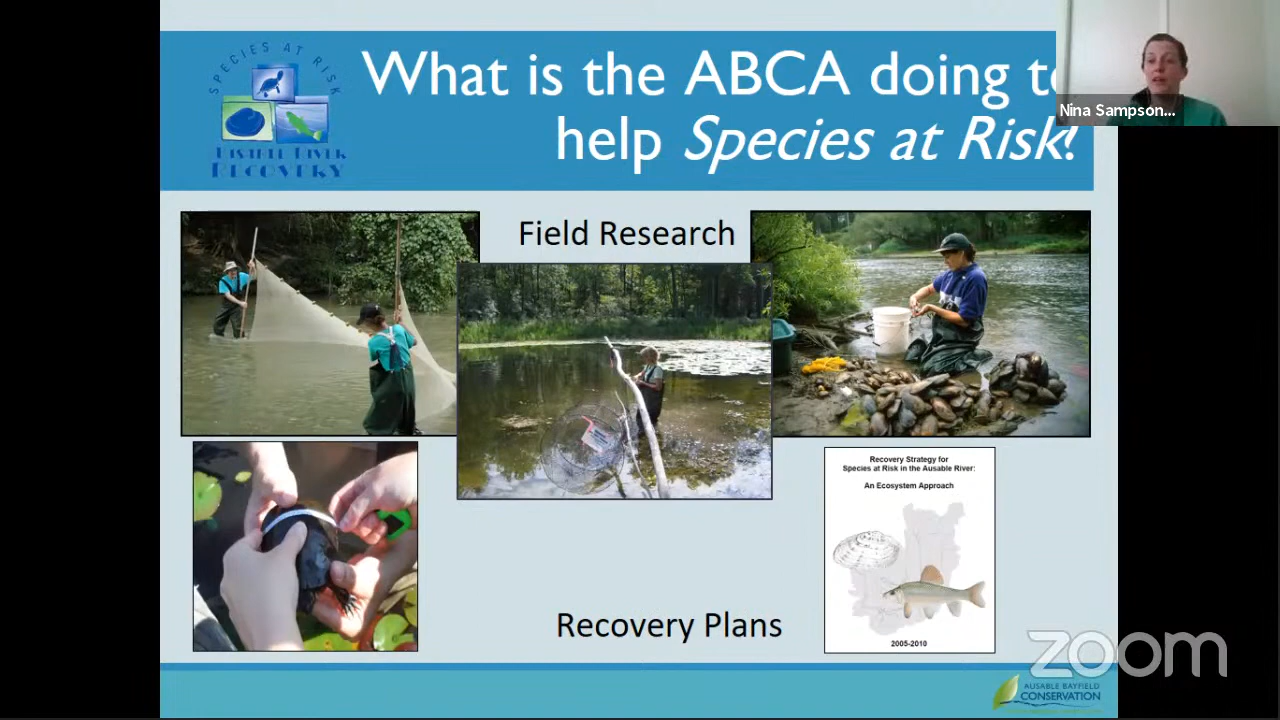 SPECIES AT RISK
AUSABLE RIVER
RECOVERY
What is the ABCA doing to
help Species at Risk!
Nina Sampson...
Field Research
Recovery Strategy for
Species at Risk in the Ausable River:
An Ecosystem Approach
2005-2010
Recovery Plans
zoom
AUSABLE BAYFIELD
CONSERVATION